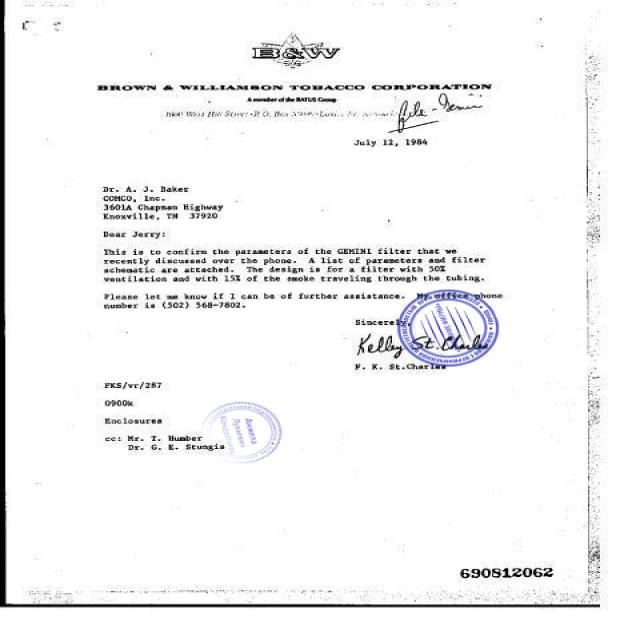 B&W
BROWN & WILLIAMSON TOBACCO CORPORATION
A member of the BATUS Group
1600 West Hill Street • P. O. Box
file - Gemini
July 12, 1984
Dr. A. J. Baker
COMCO, Inc.
3601A Chapman Highway
Knoxville, TN 37920
Dear Jerry:
This is to confirm the parameters of the GEMINI filter that we
recently discussed over the phone. A list of parameters and filter
schematic are attached. The design is for a filter with 50%
ventilation and with 15% of the smoke traveling through the tubing.
Please let me know if I can be of further assistance. My office phone
number is (502) 568-7802.
Sincerely,
Kelley St. Charles
F. K. St.Charles
FKS/vr/287
0900k
Enclosures
cc: Mr. T. Humber
Dr. G. E. Stungis
Анжела
690812062